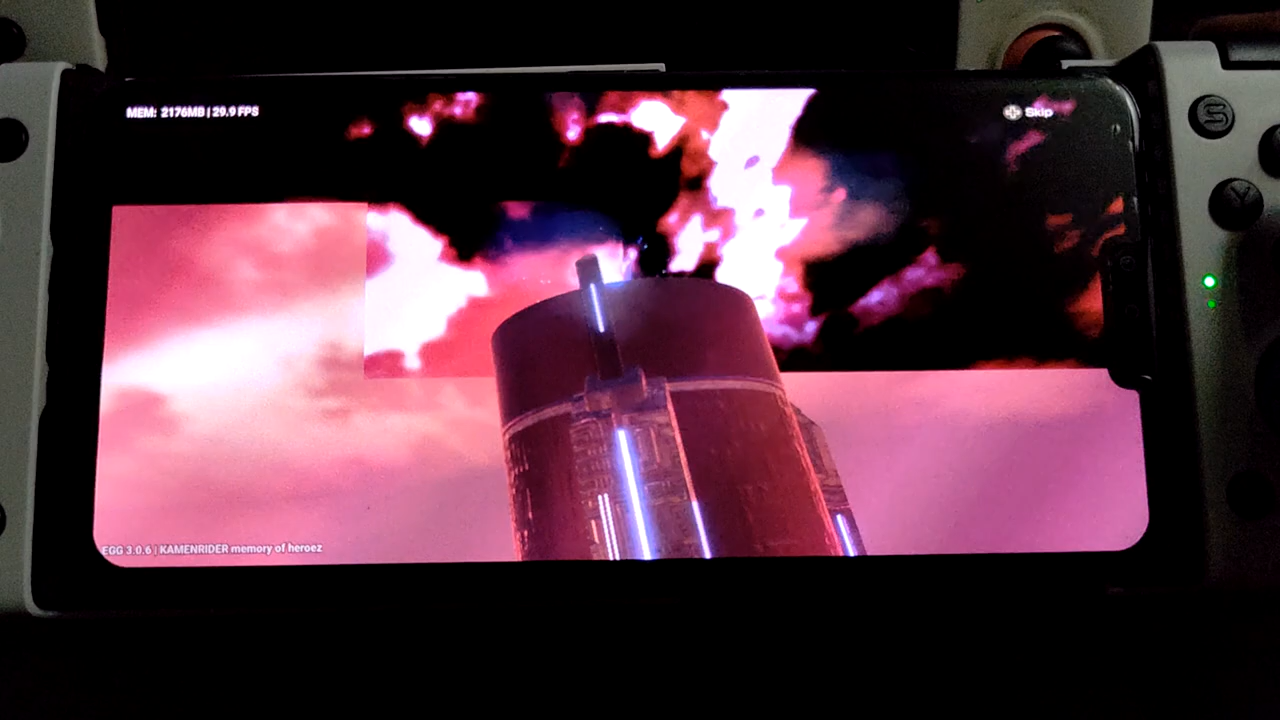 MEM: 2176MB | 29.9 FPS
Skip
S
Y
EGG 3.0.6 | KAMENRIDER memory of heroez